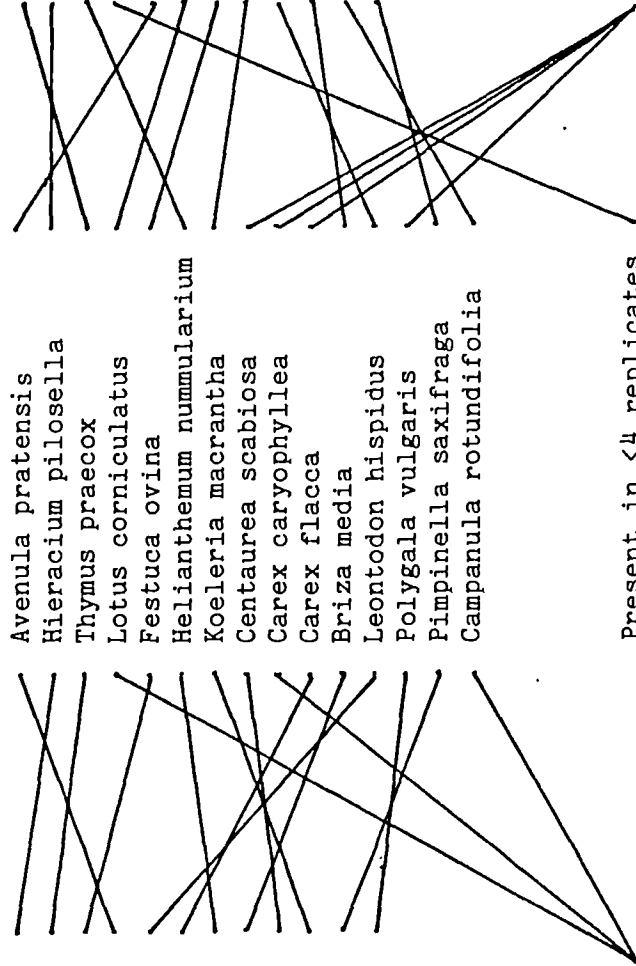 Avenula pratensis
Hieracium pilosella
Thymus praecox
Lotus corniculatus
Festuca ovina
Helianthemum nummularium
Koeleria macrantha
Centaurea scabiosa
Carex caryophyllea
Carex flacca
Briza media
Leontodon hispidus
Polygala vulgaris
Pimpinella saxifraga
Campanula rotundifolia
Present in <4 replicates